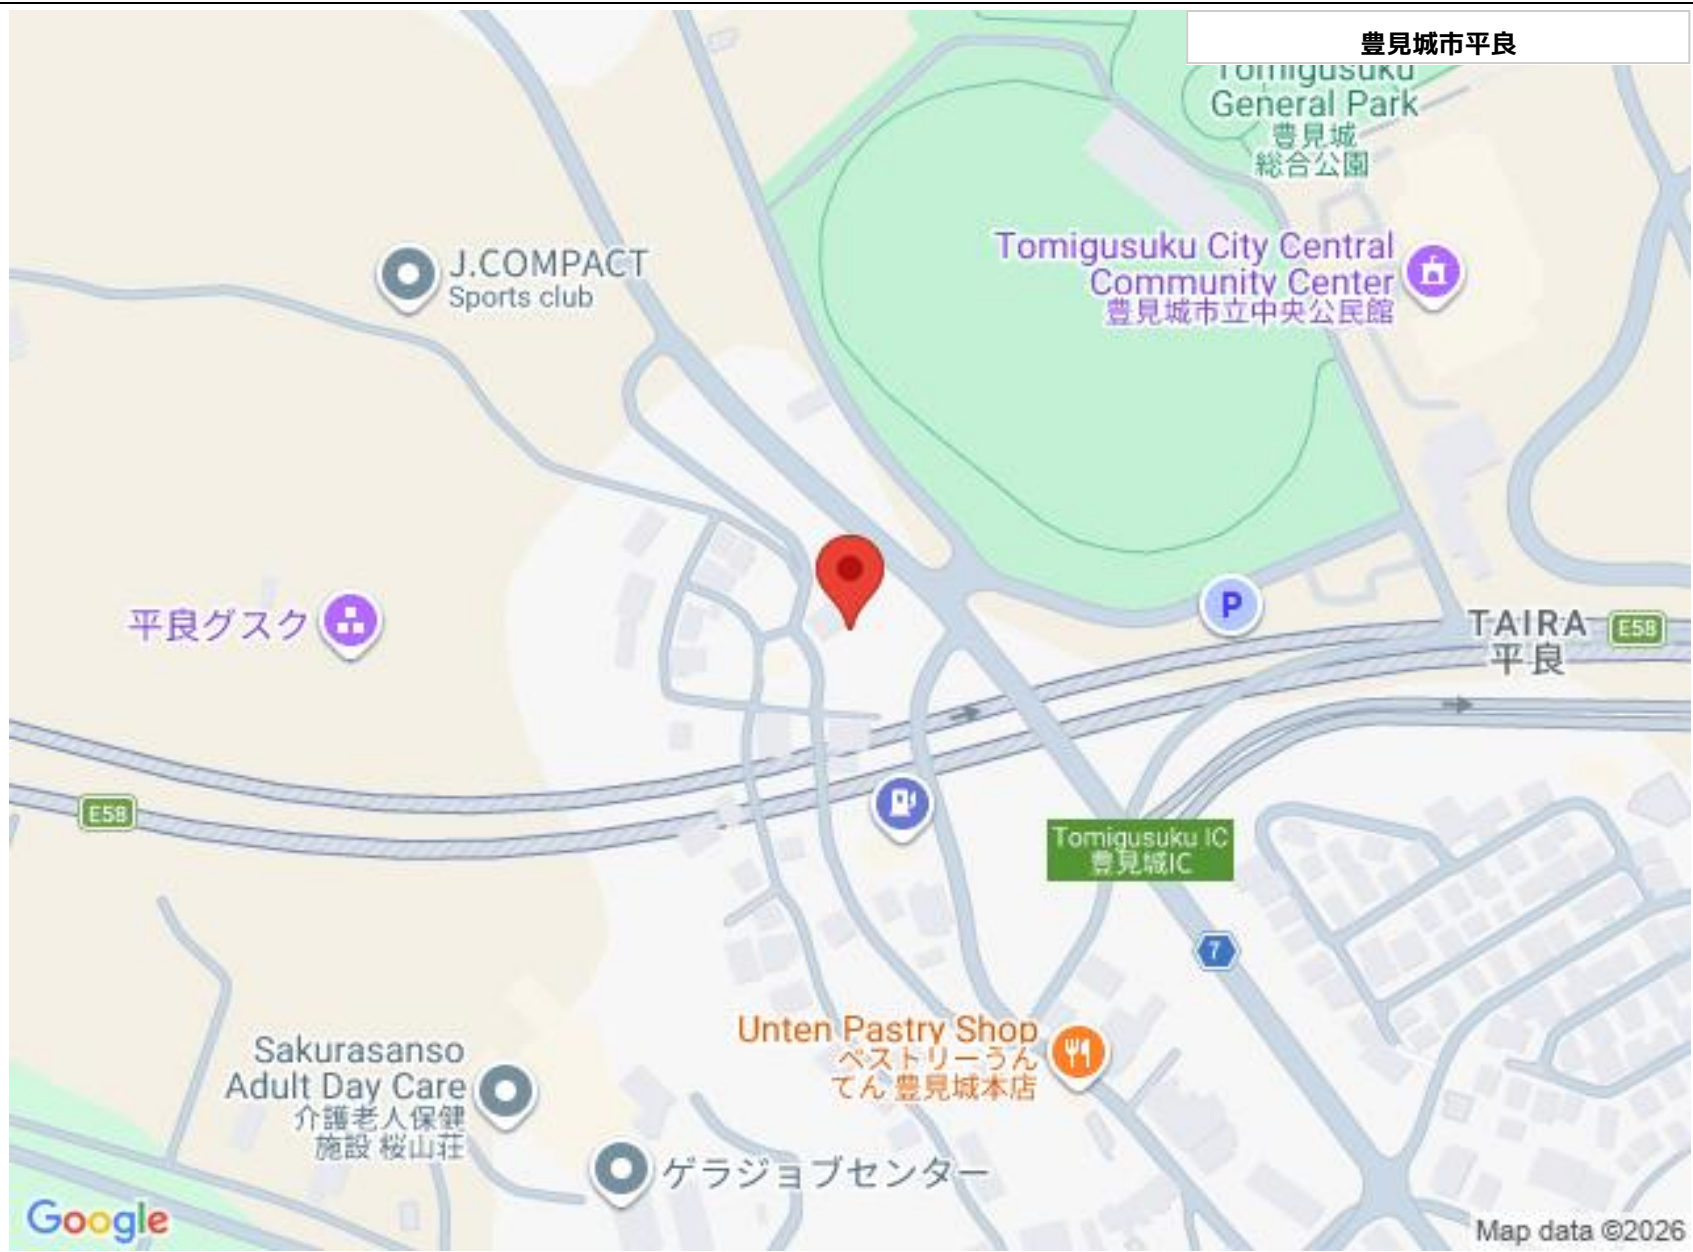 豊見城市平良
Tomigusuku
General Park
豊見城
総合公園
Tomigusuku City Central
Community Center
豊見城市立中央公民館
J.COMPACT
Sports club
平良グスク
P
TAIRA
平良
E58
E58
Tomigusuku IC
豊見城IC
7
Unten Pastry Shop
ペストリーうん
てん 豊見城本店
Sakurasanso
Adult Day Care
介護老人保健
施設 桜山荘
ゲラジョブセンター
Google
Map data ©2026